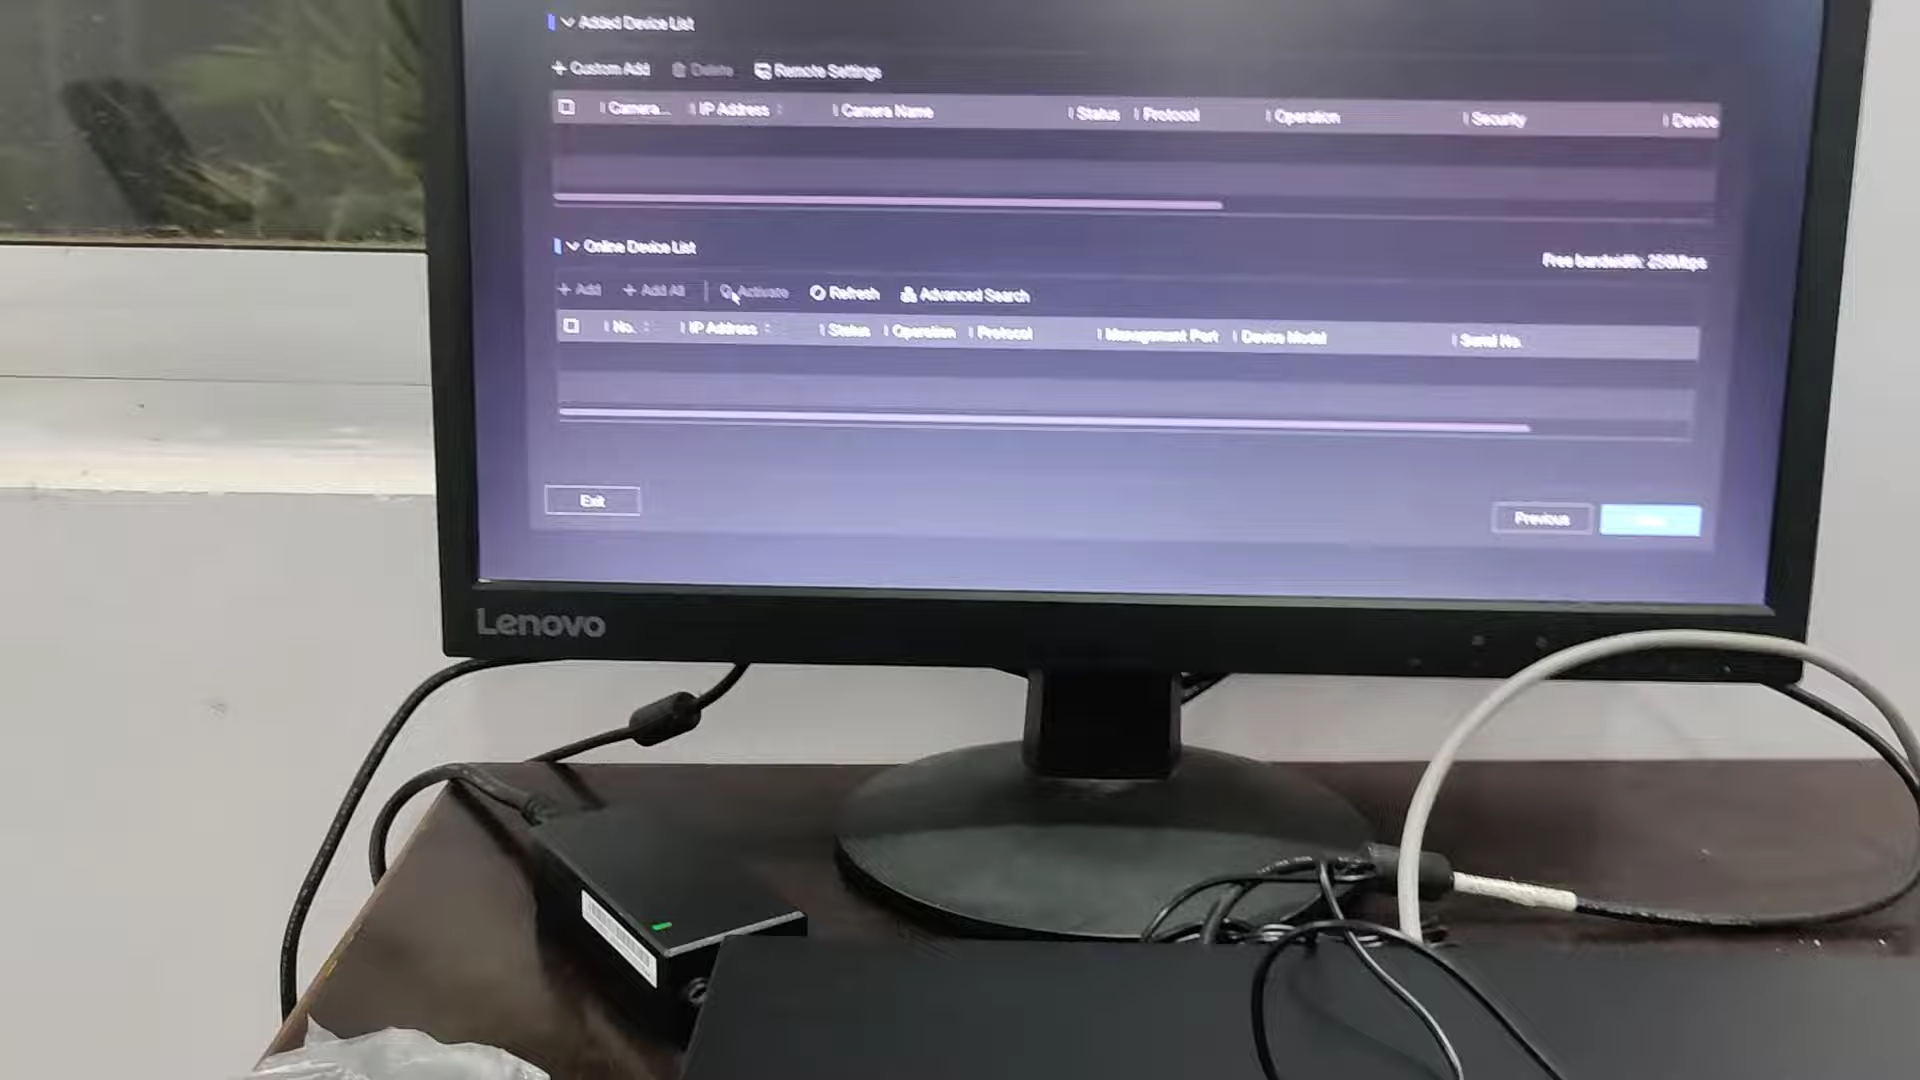 Added Device List
Custom Add Delete Remote Settings
Camera... IP Address Camera Name Status Protocol Operation Security Device
Online Device List
Free bandwidth: 256Mbps
Add Add All Activate Refresh Advanced Search
No. IP Address Status Operation Protocol Management Port Device Model Serial No.
Exit
Previous
Lenovo